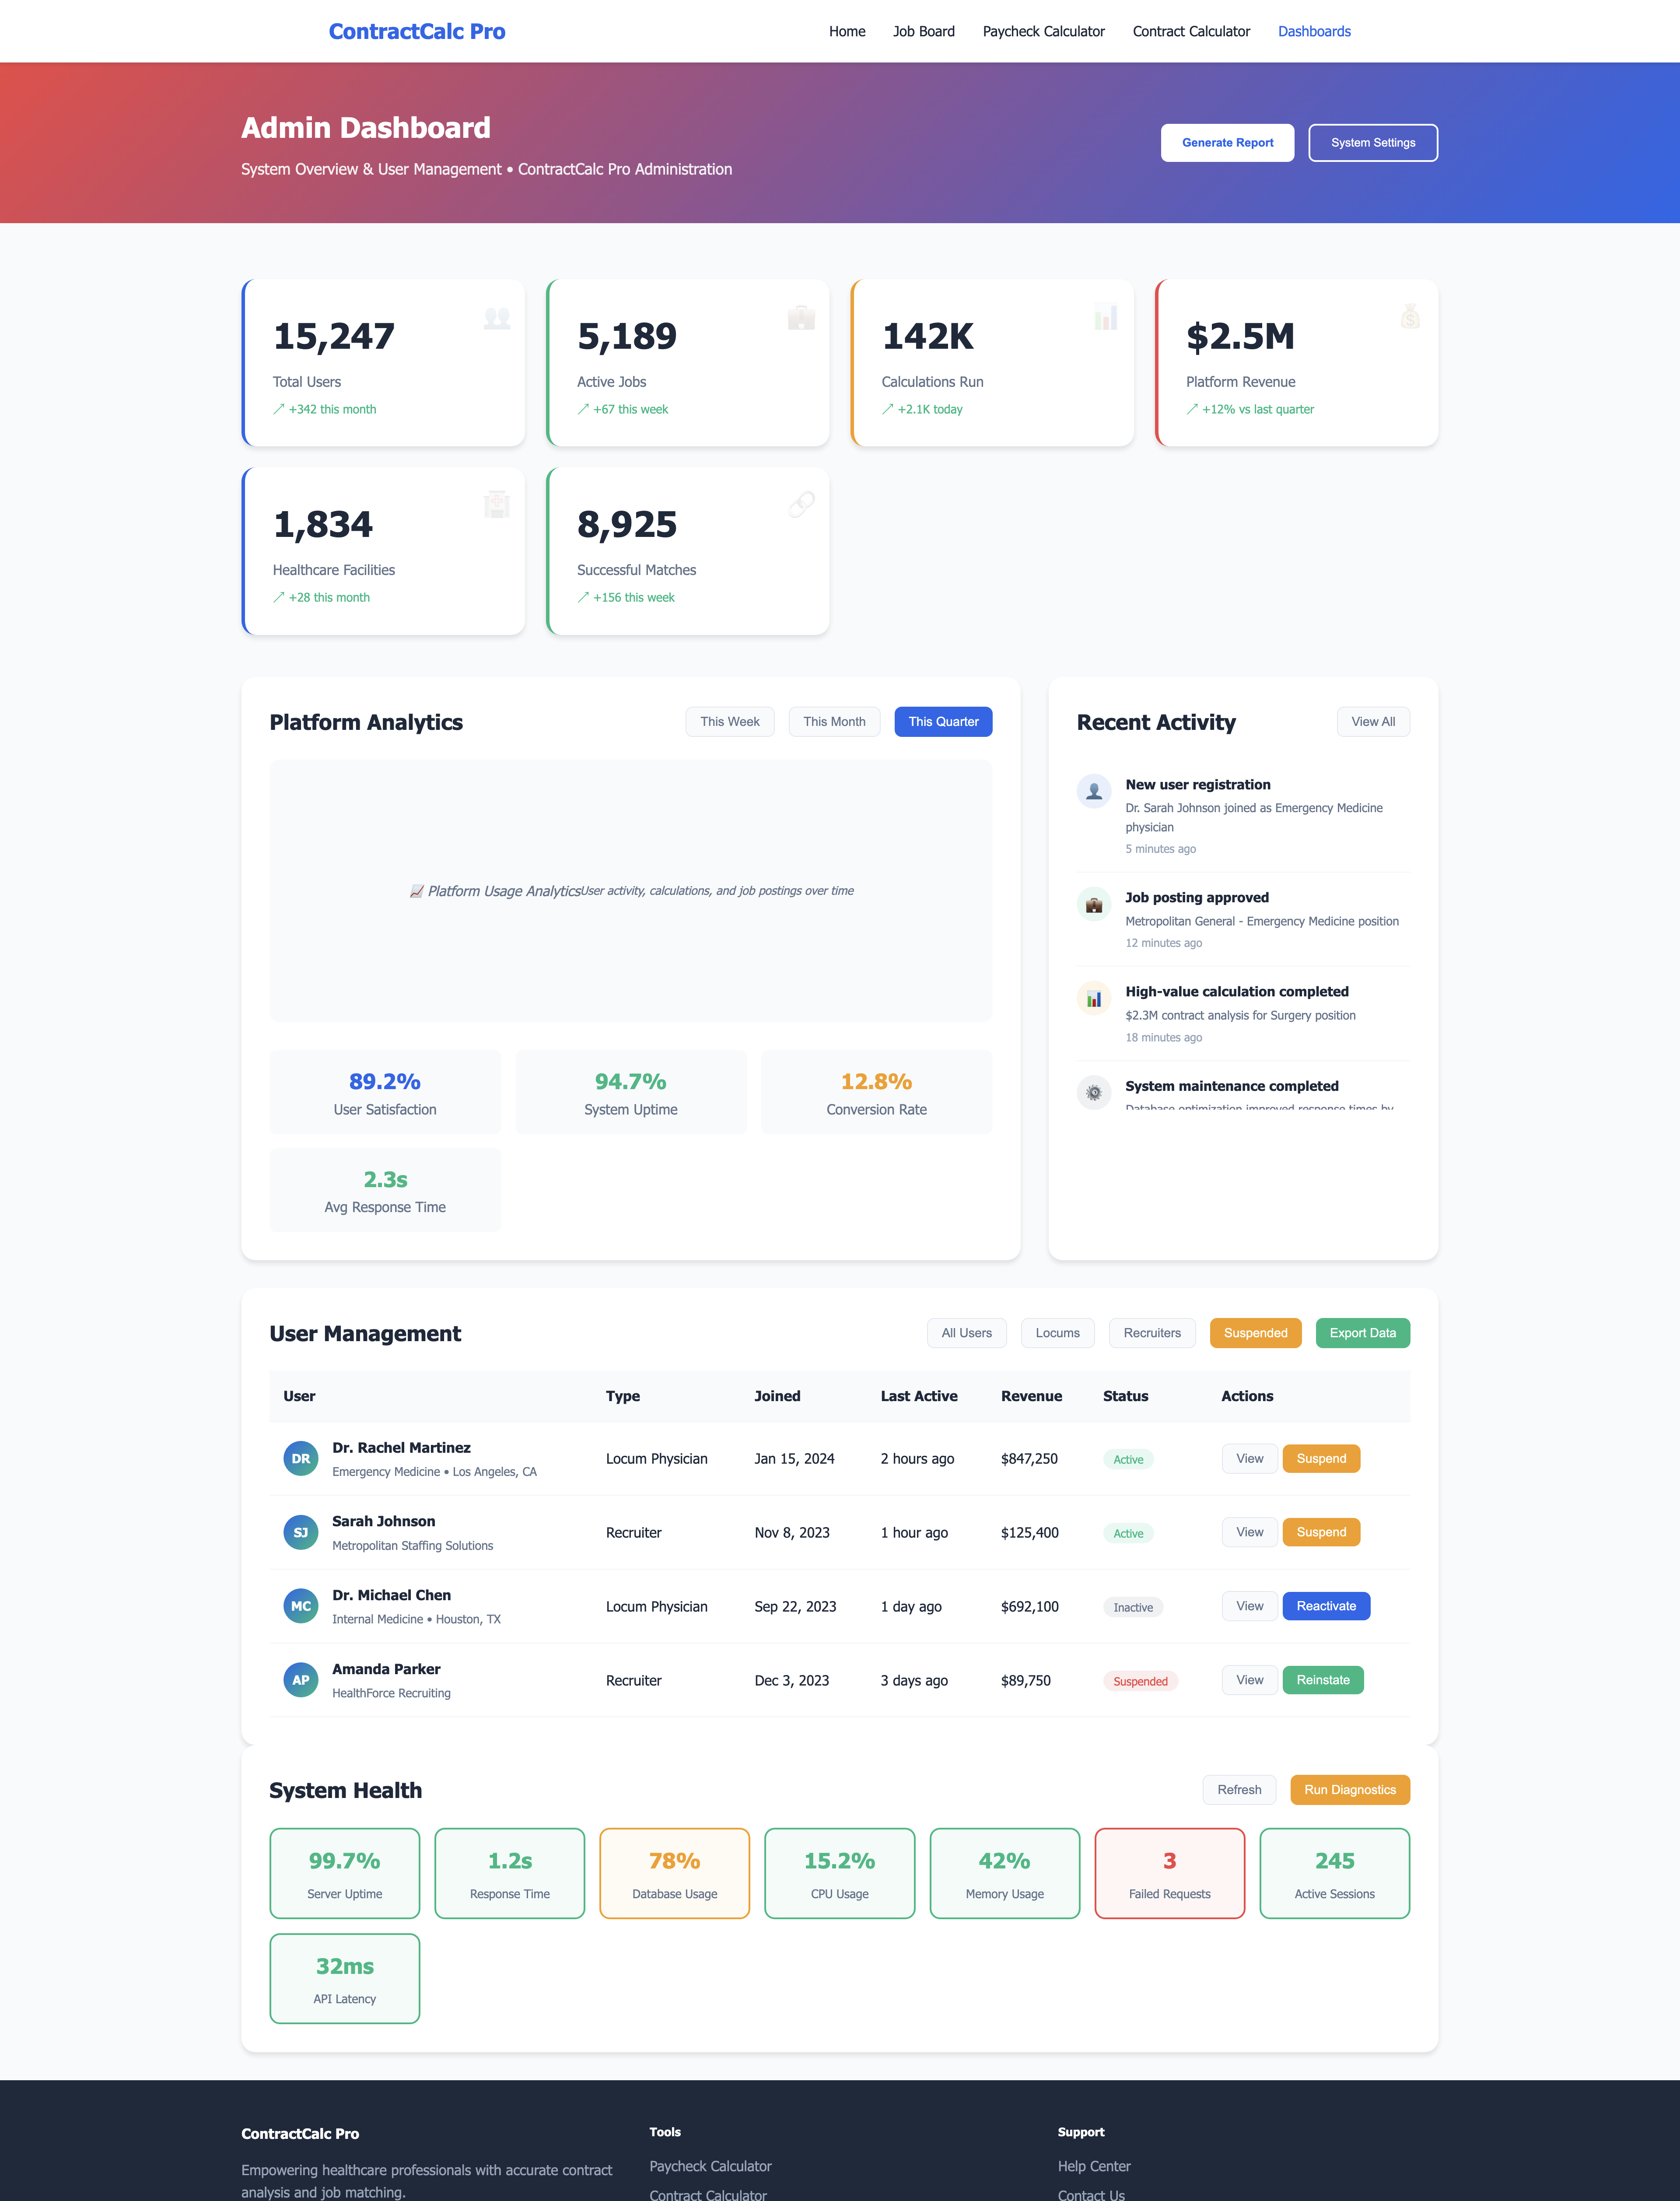 ContractCalc Pro
Home
Job Board
Paycheck Calculator
Contract Calculator
Dashboards
Admin Dashboard
System Overview & User Management • ContractCalc Pro Administration
Generate Report
System Settings
15,247
Total Users
↗ +342 this month
5,189
Active Jobs
↗ +67 this week
142K
Calculations Run
↗ +2.1K today
$2.5M
Platform Revenue
↗ +12% vs last quarter
1,834
Healthcare Facilities
↗ +28 this month
8,925
Successful Matches
↗ +156 this week
Platform Analytics
This Week
This Month
This Quarter
📈 Platform Usage AnalyticsUser activity, calculations, and job postings over time
89.2%
User Satisfaction
94.7%
System Uptime
12.8%
Conversion Rate
2.3s
Avg Response Time
Recent Activity
View All
New user registration
Dr. Sarah Johnson joined as Emergency Medicine
physician
5 minutes ago
Job posting approved
Metropolitan General - Emergency Medicine position
12 minutes ago
High-value calculation completed
$2.3M contract analysis for Surgery position
18 minutes ago
System maintenance completed
Database optimization improved response times by
User Management
All Users
Locums
Recruiters
Suspended
Export Data
User Type Joined Last Active Revenue Status Actions
DR
Dr. Rachel Martinez
Emergency Medicine • Los Angeles, CA
Locum Physician
Jan 15, 2024
2 hours ago
$847,250
Active
View
Suspend
SJ
Sarah Johnson
Metropolitan Staffing Solutions
Recruiter
Nov 8, 2023
1 hour ago
$125,400
Active
View
Suspend
MC
Dr. Michael Chen
Internal Medicine • Houston, TX
Locum Physician
Sep 22, 2023
1 day ago
$692,100
Inactive
View
Reactivate
AP
Amanda Parker
HealthForce Recruiting
Recruiter
Dec 3, 2023
3 days ago
$89,750
Suspended
View
Reinstate
System Health
Refresh
Run Diagnostics
99.7%
Server Uptime
1.2s
Response Time
78%
Database Usage
15.2%
CPU Usage
42%
Memory Usage
3
Failed Requests
245
Active Sessions
32ms
API Latency
ContractCalc Pro
Empowering healthcare professionals with accurate contract
analysis and job matching.
Tools
Paycheck Calculator
Contract Calculator
Support
Help Center
Contact Us